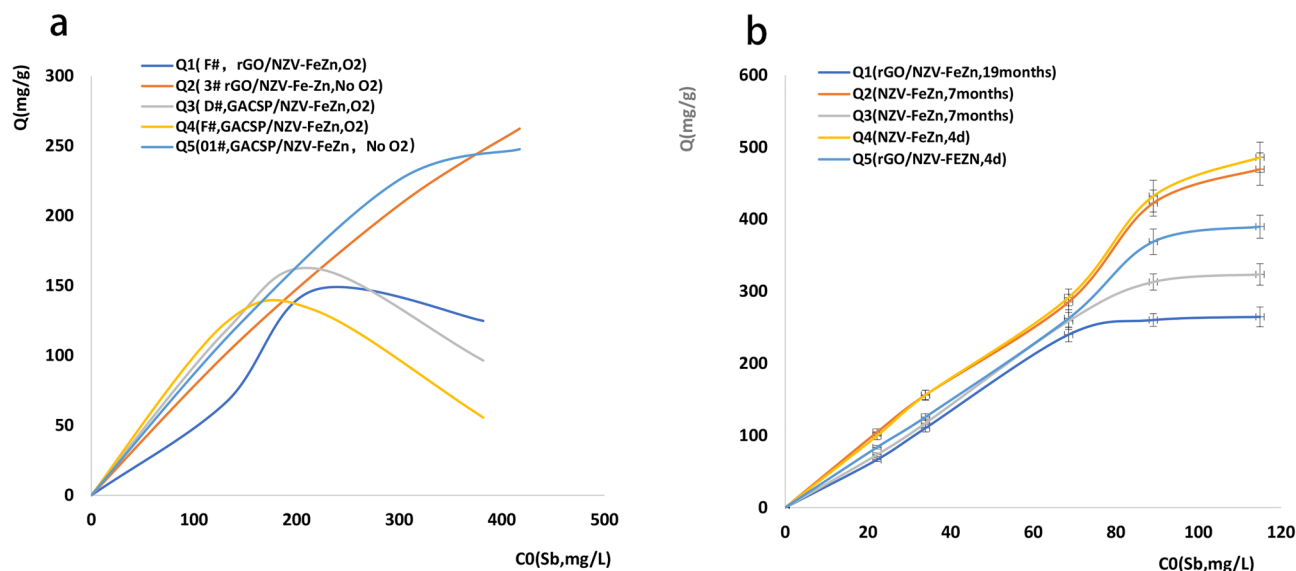 a
Q(mg/g)
Q1( F#， rGO/NZV-FeZn,O2)
Q2( 3# rGO/NZV-Fe-Zn,No O2)
Q3( D#,GACSP/NZV-FeZn,O2)
Q4(F#,GACSP/NZV-FeZn,O2)
Q5(01#,GACSP/NZV-FeZn， No O2)
300
250
200
150
100
50
0
0 100 200 300 400 500
C0(Sb,mg/L)
b
Q(mg/g)
Q1(rGO/NZV-FeZn,19months)
Q2(NZV-FeZn,7months)
Q3(NZV-FeZn,7months)
Q4(NZV-FeZn,4d)
Q5(rGO/NZV-FEZN,4d)
600
500
400
300
200
100
0
0 20 40 60 80 100 120
C0(Sb,mg/L)